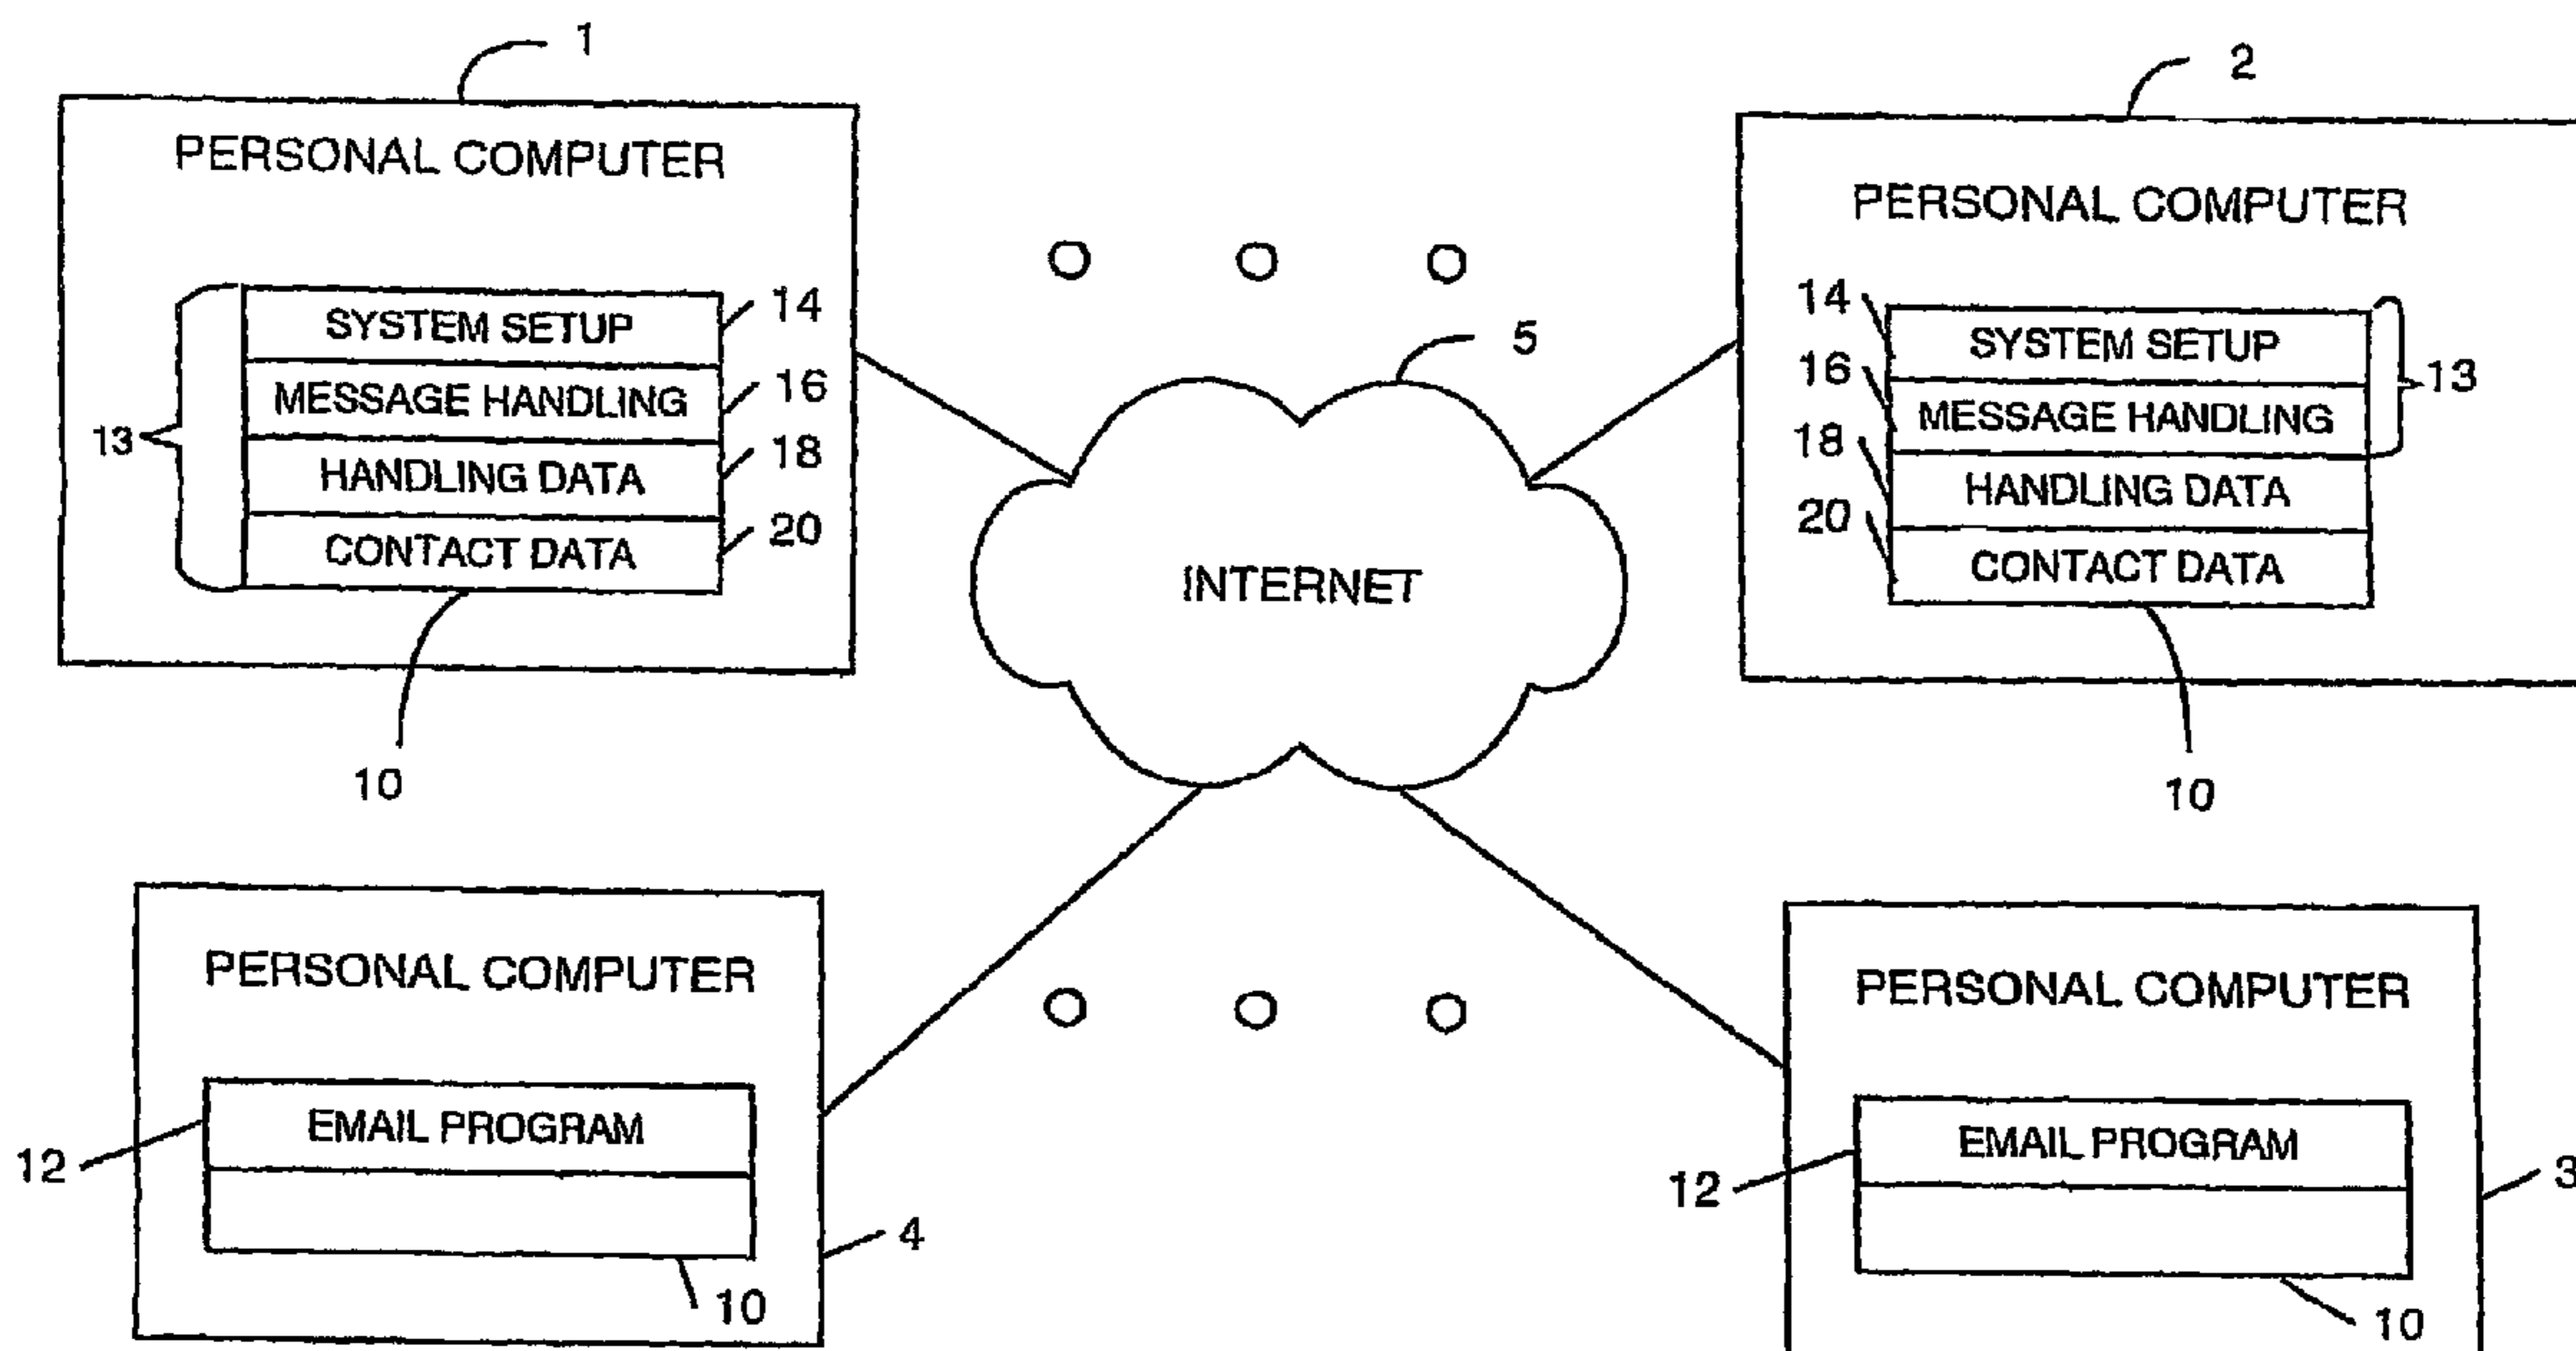 1
PERSONAL COMPUTER
13
SYSTEM SETUP
14
MESSAGE HANDLING
16
HANDLING DATA
18
CONTACT DATA
20
10
2
PERSONAL COMPUTER
14
SYSTEM SETUP
16
MESSAGE HANDLING
13
18
HANDLING DATA
20
CONTACT DATA
10
5
INTERNET
PERSONAL COMPUTER
12
EMAIL PROGRAM
4
10
PERSONAL COMPUTER
12
EMAIL PROGRAM
3
10